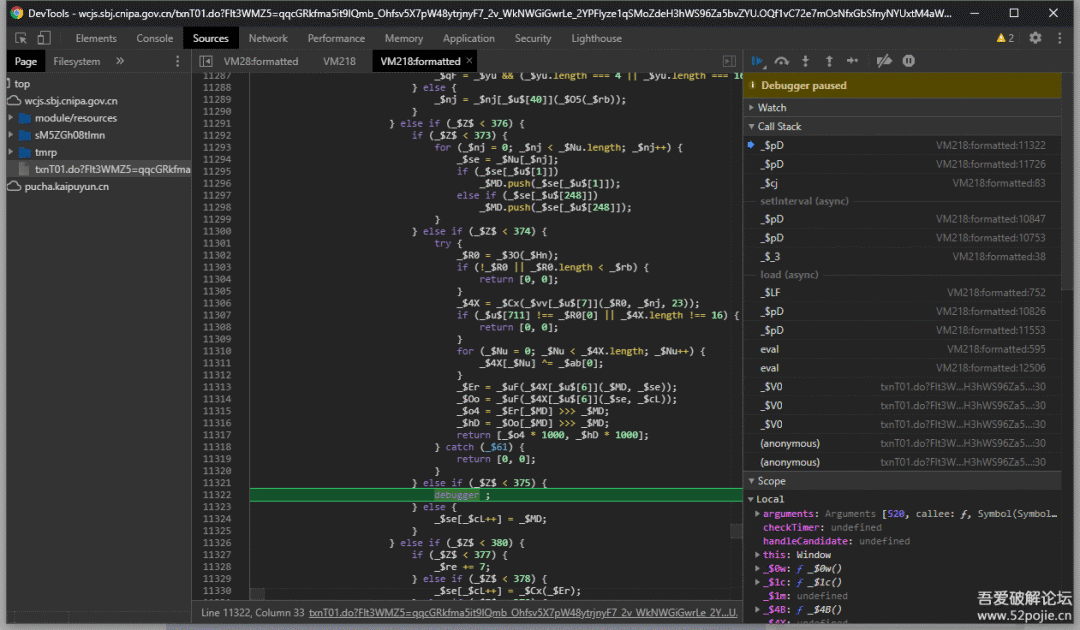 DevTools - wcjs.sbj.cnipa.gov.cn/txnT01.do?FIt3WMZ5=qqcGRkfma5it9IQmb_Ohfsv5X7pW48ytrjnyF7_2v_WkNWGiGwrLe_2YPFIyze1qSMoZdeH3hWS96Za5bvZYU.OQf1vC72e7mOsNfxGbSfmyNYUxtM4aW...
Elements Console Sources Network Performance Memory Application Security Lighthouse 2
Page Filesystem » VM28:formatted VM218 VM218:formatted ×
top
wcjs.sbj.cnipa.gov.cn
module/resources
sM5ZGh08tImn
tmrp
txnT01.do?FIt3WMZ5=qqcGRkfma
pucha.kaipuyun.cn
11287 _$qF = _$yu && (_$yu.length === 4 || _$yu.length === 16
11288 } else {
11289 _$nj = _$nj[_$u$[40]](_$O5(_$rb));
11290 }
11291 } else if (_$Z$ < 376) {
11292 if (_$Z$ < 373) {
11293 for (_$nj = 0; _$nj < _$Nu.length; _$nj++) {
11294 _$se = _$Nu[_$nj];
11295 if (_$se[_$u$[1]])
11296 _$MD.push(_$se[_$u$[1]]);
11297 else if (_$se[_$u$[248]])
11298 _$MD.push(_$se[_$u$[248]]);
11299 }
11300 } else if (_$Z$ < 374) {
11301 try {
11302 _$R0 = _$3O(_$Hn);
11303 if (!_$R0 || _$R0.length < _$rb) {
11304 return [0, 0];
11305 }
11306 _$4X = _$Cx(_$vv[_$u$[7]](_$R0, _$nj, 23));
11307 if (_$u$[711] !== _$R0[0] || _$4X.length !== 16) {
11308 return [0, 0];
11309 }
11310 for (_$Nu = 0; _$Nu < _$4X.length; _$Nu++) {
11311 _$4X[_$Nu] ^= _$ab[0];
11312 }
11313 _$Er = _$uF(_$4X[_$u$[6]](_$MD, _$se));
11314 _$Oo = _$uF(_$4X[_$u$[6]](_$se, _$cL));
11315 _$o4 = _$Er[_$MD] >>> _$MD;
11316 _$hD = _$Oo[_$MD] >>> _$MD;
11317 return [_$o4 * 1000, _$hD * 1000];
11318 } catch (_$61) {
11319 return [0, 0];
11320 }
11321 } else if (_$Z$ < 375) {
11322 debugger ;
11323 } else {
11324 _$se[_$cL++] = _$MD;
11325 }
11326 } else if (_$Z$ < 380) {
11327 if (_$Z$ < 377) {
11328 _$re += 7;
11329 } else if (_$Z$ < 378) {
11330 _$se[_$cL++] = _$Cx(_$Er);
Line 11322, Column 33 txnT01.do?FIt3WMZ5=qqcGRkfma5it9IQmb_Ohfsv5X7pW48ytrjnyF7_2v_WkNWGiGwrLe_2Y...U.
Debugger paused
Watch
Call Stack
_$pD VM218:formatted:11322
_$pD VM218:formatted:11726
_$cj VM218:formatted:83
setInterval (async)
_$pD VM218:formatted:10847
_$pD VM218:formatted:10753
_$_3 VM218:formatted:38
load (async)
_$LF VM218:formatted:752
_$pD VM218:formatted:10826
_$pD VM218:formatted:11553
eval VM218:formatted:595
eval VM218:formatted:12506
_$V0 txnT01.do?FIt3W...H3hWS96Za5...:30
_$V0 txnT01.do?FIt3W...H3hWS96Za5...:30
_$V0 txnT01.do?FIt3W...H3hWS96Za5...:30
(anonymous) txnT01.do?FIt3W...H3hWS96Za5...:30
(anonymous) txnT01.do?FIt3W...H3hWS96Za5...:30
Scope
Local
arguments: Arguments [520, callee: ƒ, Symbol(Symbol…
checkTimer: undefined
handleCandidate: undefined
this: Window
_$0w: ƒ _$0w()
_$1c: ƒ _$1c()
_$1m: undefined
_$4B: ƒ _$4B()
_$4X: undefined
吾爱破解论坛
www.52pojie.cn